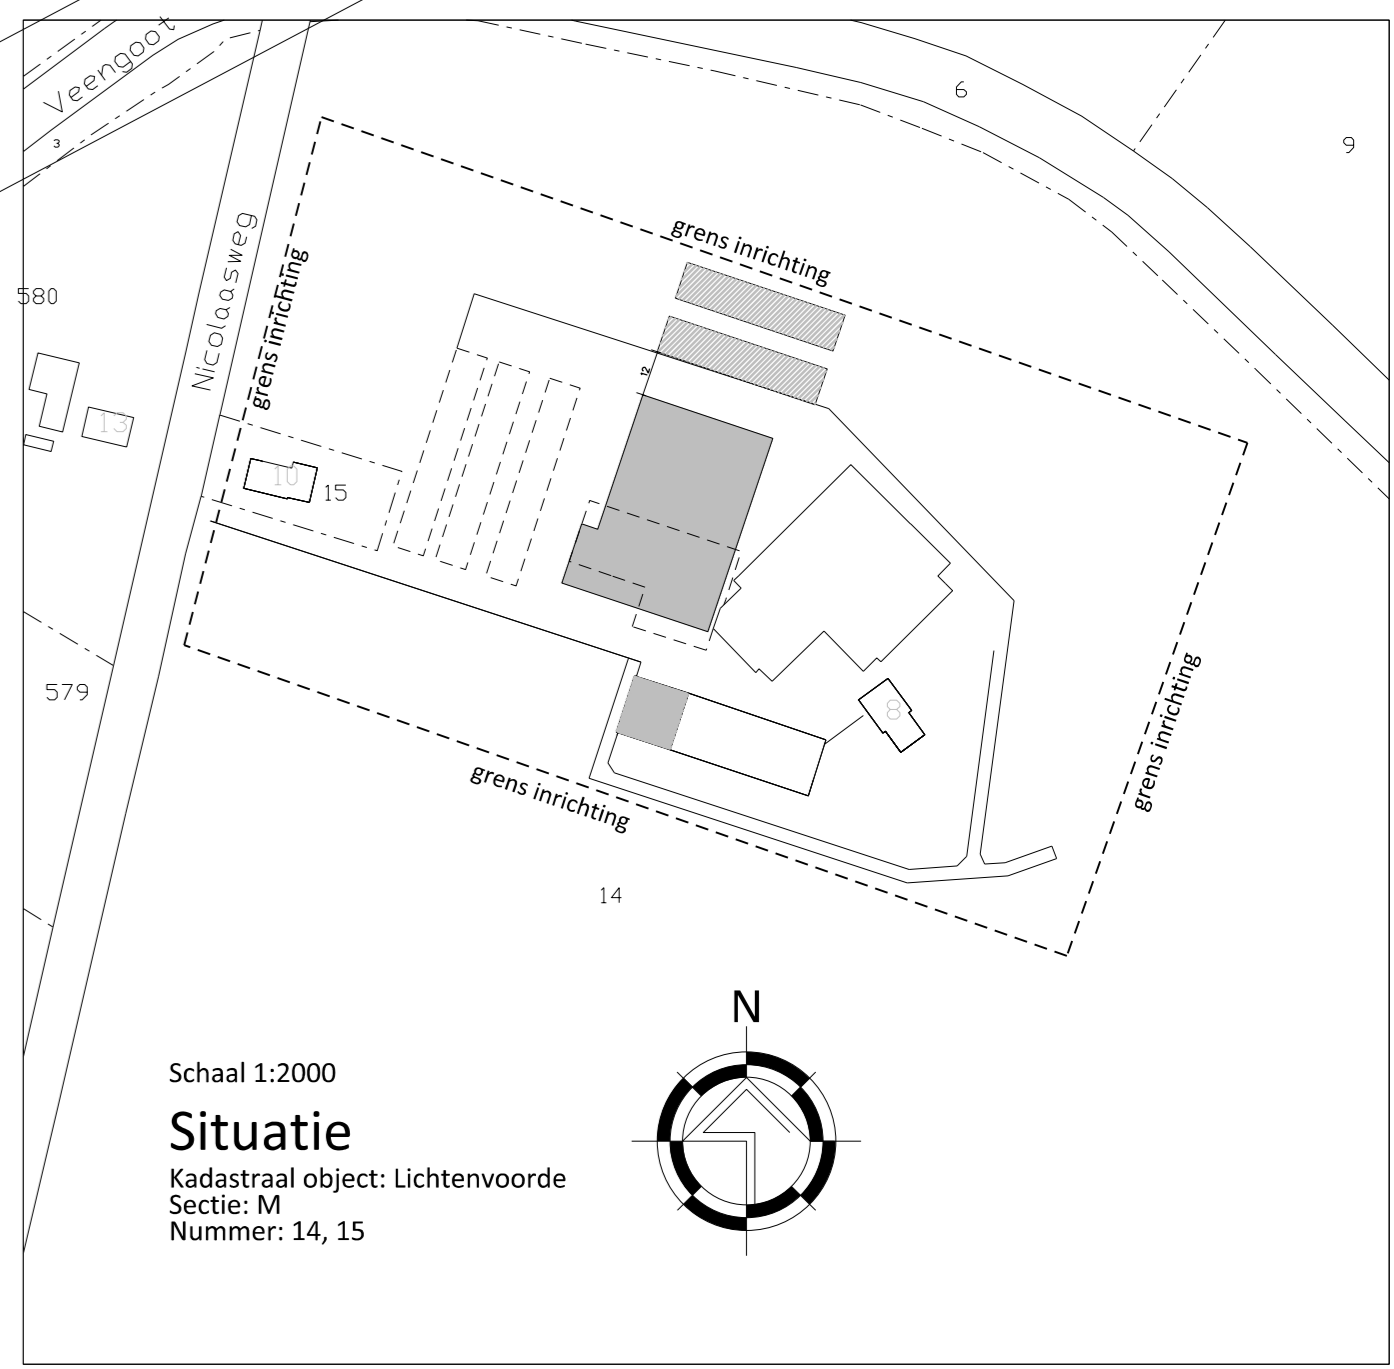 Veengoot
3
6
9
Nicolaasweg
grens inrichting
grens inrichting
580
12
13
10
15
579
8
grens inrichting
grens inrichting
14
N
Schaal 1:2000
Situatie
Kadastraal object: Lichtenvoorde
Sectie: M
Nummer: 14, 15